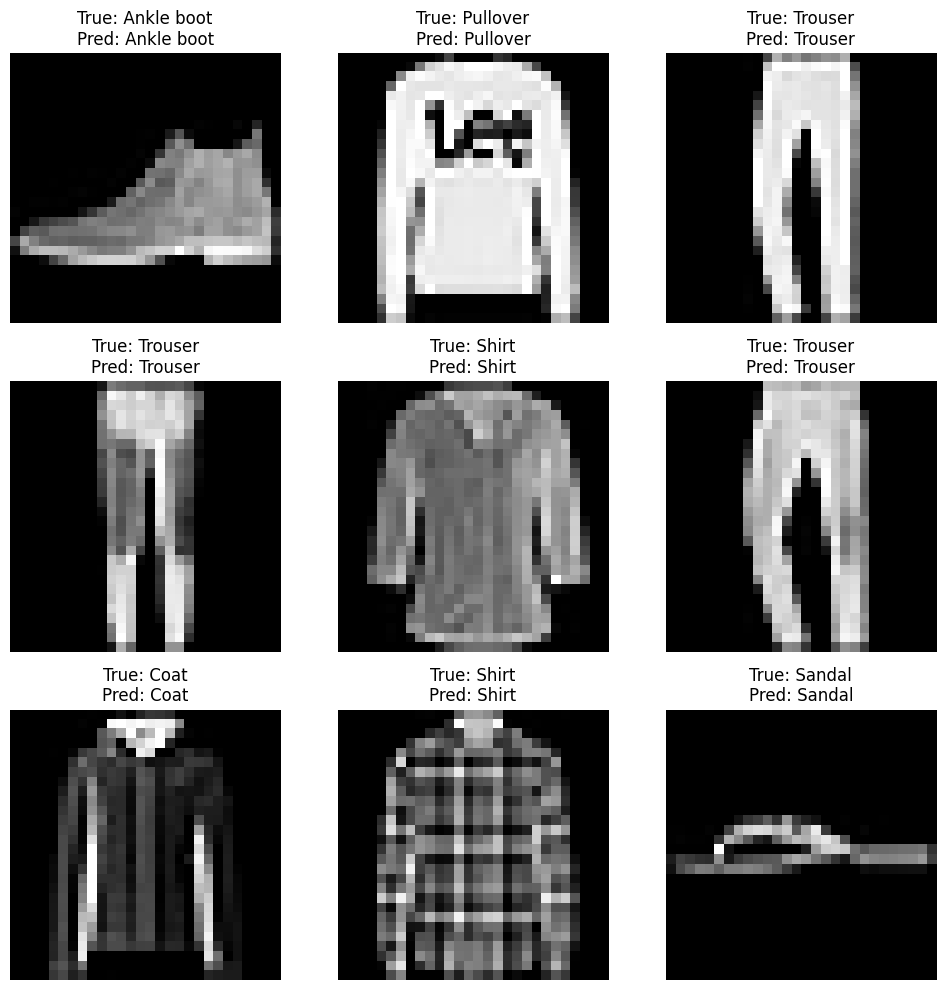 True: Ankle boot
Pred: Ankle boot
True: Pullover
Pred: Pullover
True: Trouser
Pred: Trouser
True: Trouser
Pred: Trouser
True: Shirt
Pred: Shirt
True: Trouser
Pred: Trouser
True: Coat
Pred: Coat
True: Shirt
Pred: Shirt
True: Sandal
Pred: Sandal